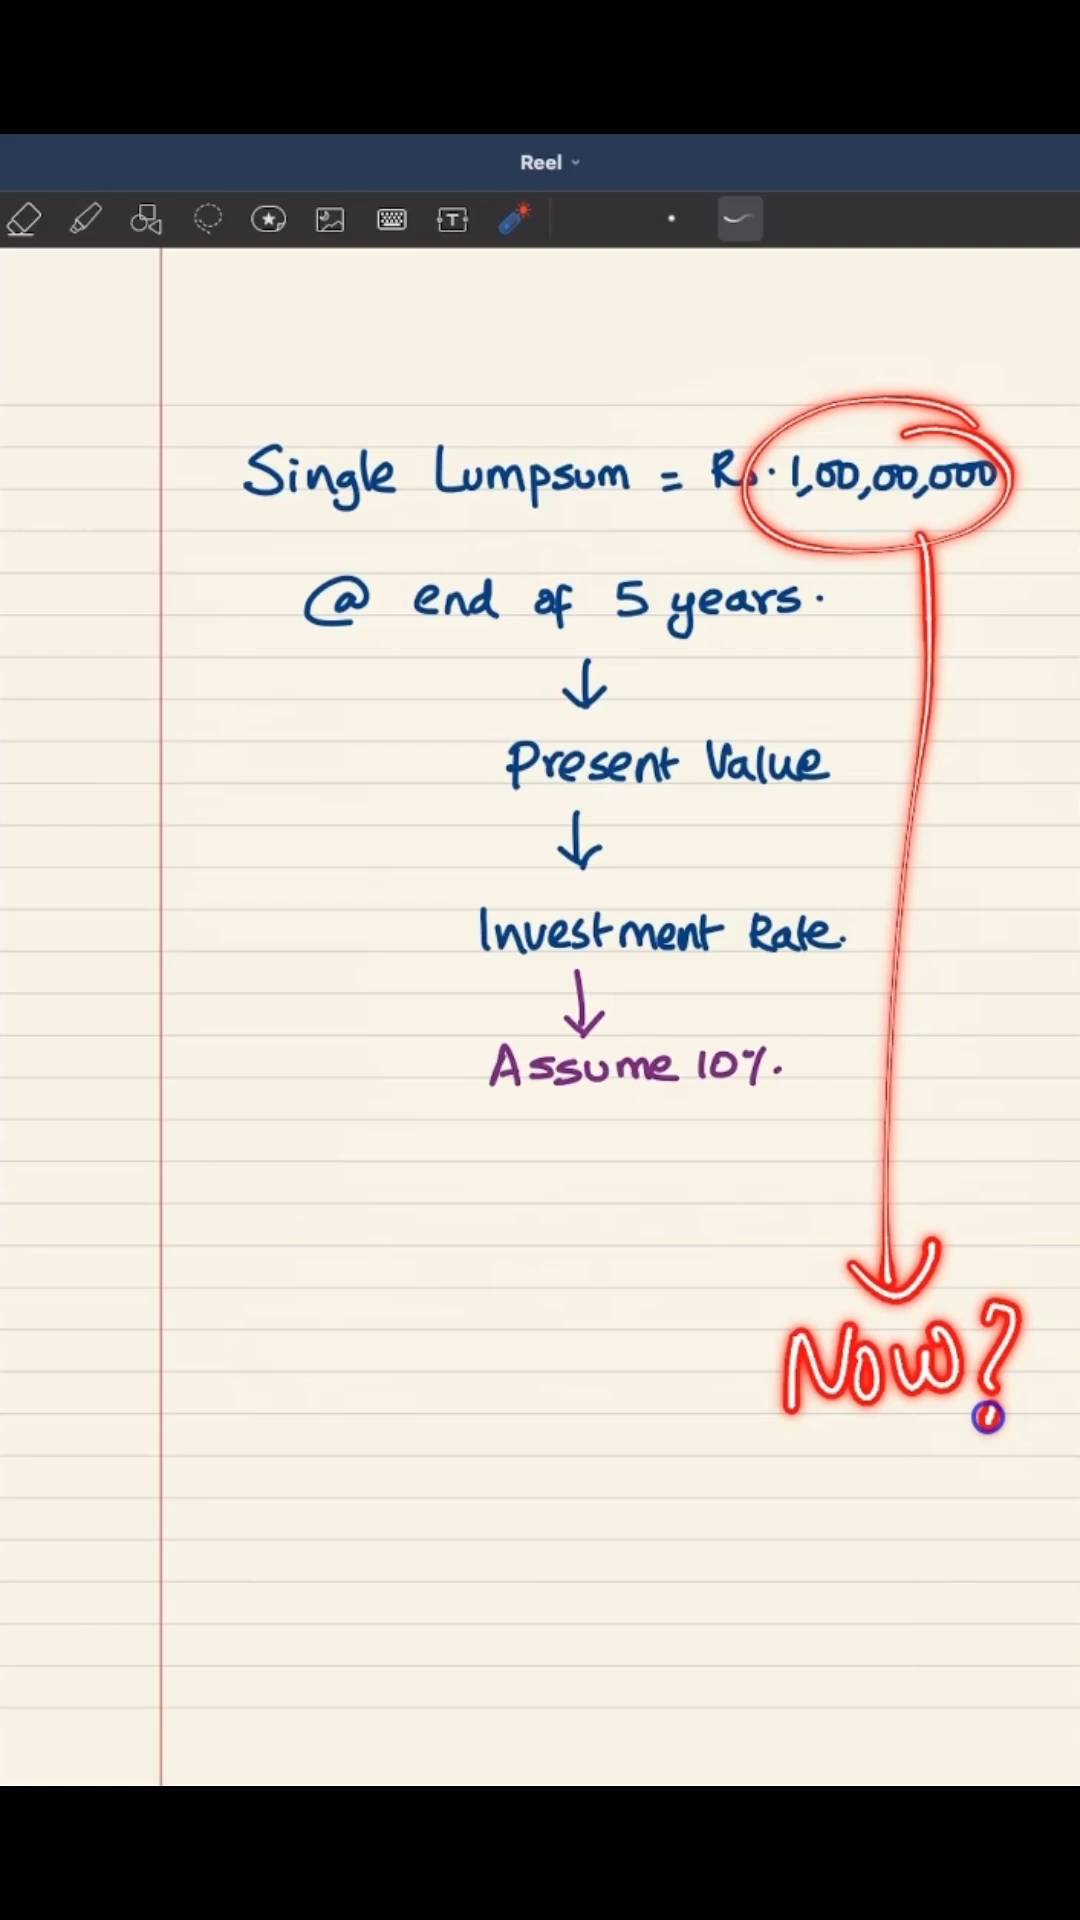 Reel
T
Single Lumpsum = Rs. 1,00,00,000
@ end of 5 years.
↓
Present Value
↓
Investment Rate.
↓
Assume 10%.
Now?